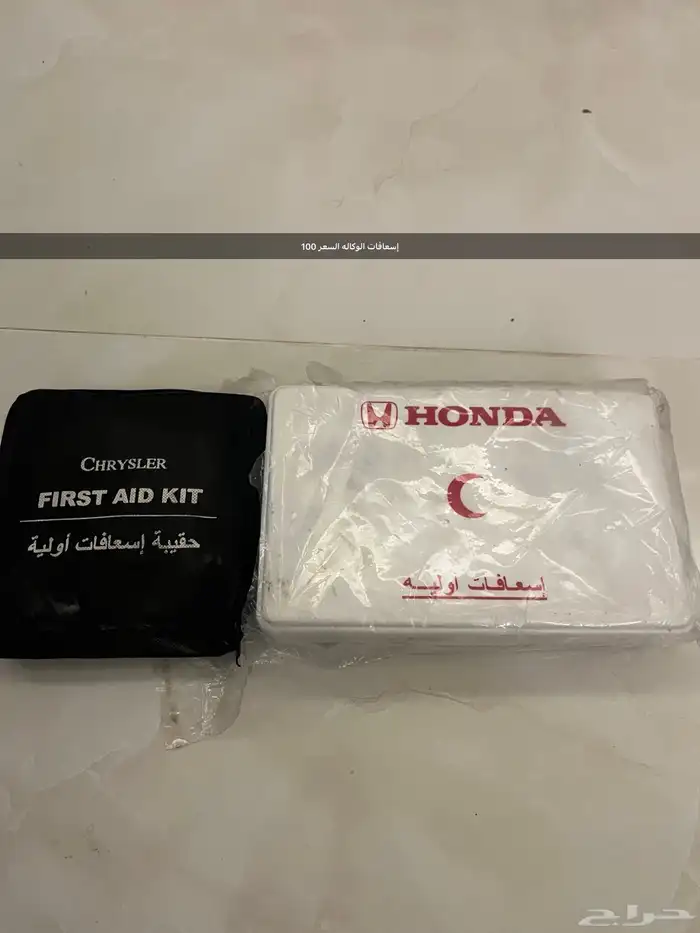 إسعافات الوكاله السعر 100
CHRYSLER
FIRST AID KIT
حقيبة إسعافات أولية
HONDA
إسعافات اوليه
حراج